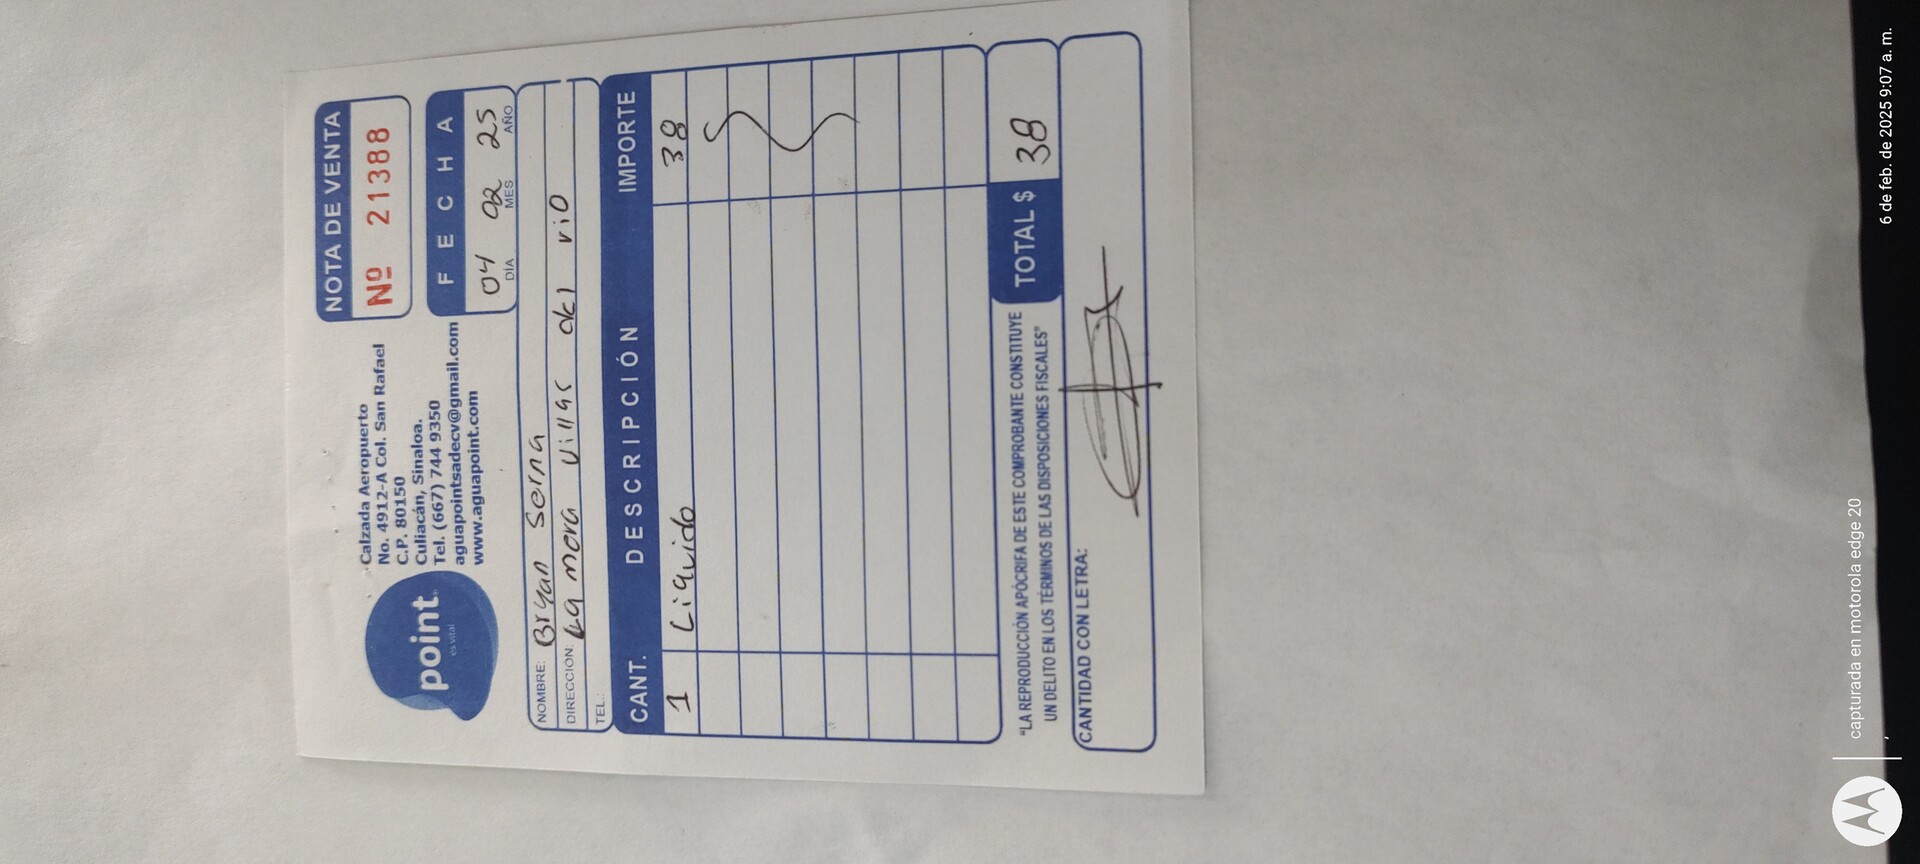 point.
es vital
Calzada Aeropuerto
No. 4912-A Col. San Rafael
C.P. 80150
Culiacán, Sinaloa.
Tel. (667) 744 9350
aguapointsadecv@gmail.com
www.aguapoint.com
NOTA DE VENTA
Nº 21388
FECHA
04 02 25
DÍA MES AÑO
NOMBRE: Bryan Serna
DIRECCIÓN: La mora villas del rio
TEL.:
CANT. DESCRIPCIÓN IMPORTE
1 Liquido 38
"LA REPRODUCCIÓN APÓCRIFA DE ESTE COMPROBANTE CONSTITUYE
UN DELITO EN LOS TÉRMINOS DE LAS DISPOSICIONES FISCALES"
TOTAL $ 38
CANTIDAD CON LETRA:
capturada en motorola edge 20
6 de feb. de 2025 9:07 a. m.